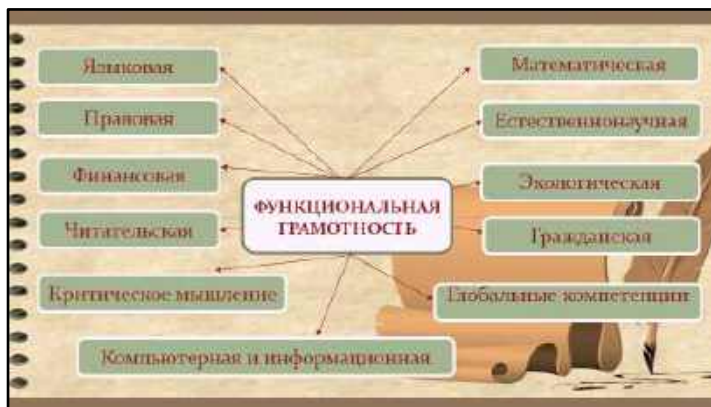 Языковая
Математическая
Правовая
Естественнонаучная
Финансовая
Экологическая
ФУНКЦИОНАЛЬНАЯ
ГРАМОТНОСТЬ
Читательская
Гражданская
Критическое мышление
Глобальные компетенции
Компьютерная и информационная